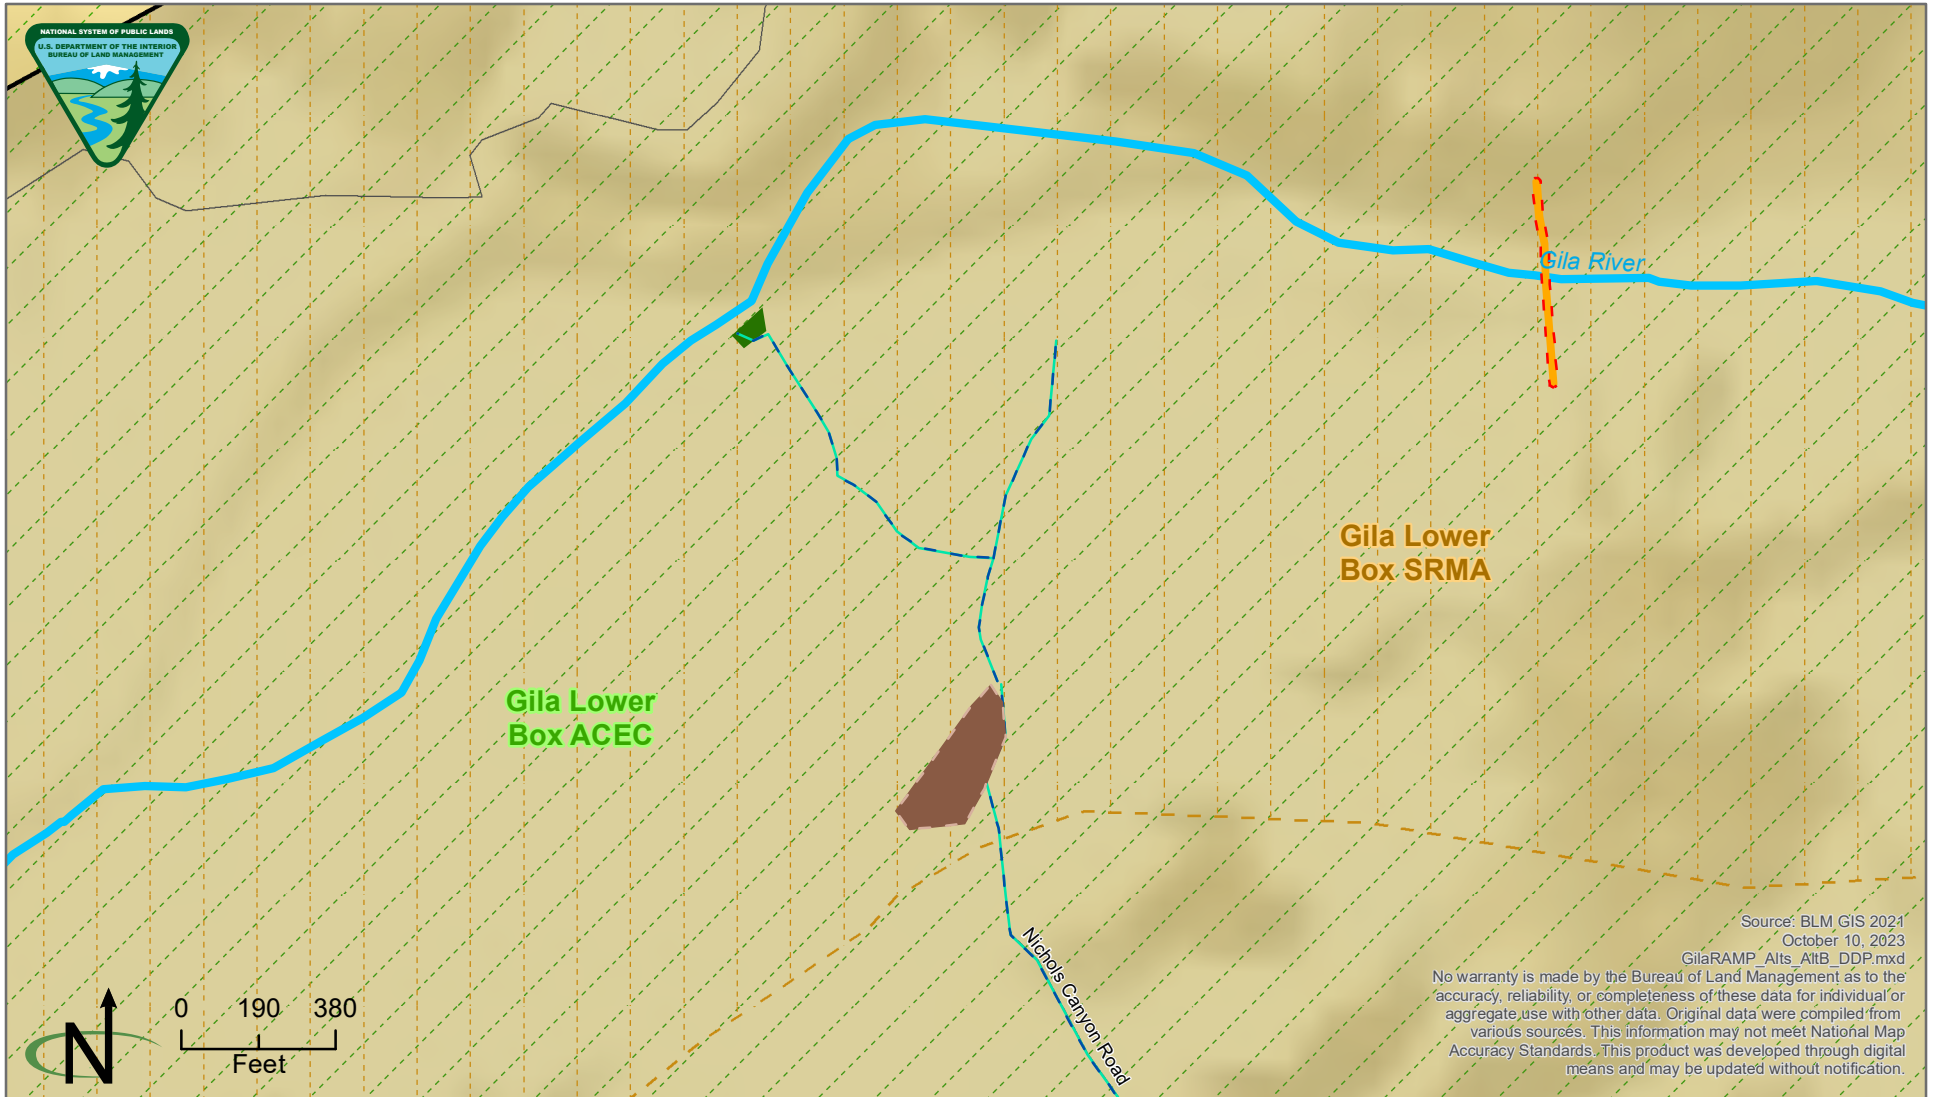 NATIONAL SYSTEM OF PUBLIC LANDS
U.S. DEPARTMENT OF THE INTERIOR
BUREAU OF LAND MANAGEMENT
Gila River
Gila Lower
Box SRMA
Gila Lower
Box ACEC
Nichols Canyon Road
Source: BLM GIS 2021
October 10, 2023
GilaRAMP_Alts_AltB_DDP.mxd
No warranty is made by the Bureau of Land Management as to the
accuracy, reliability, or completeness of these data for individual or
aggregate use with other data. Original data were compiled from
various sources. This information may not meet National Map
Accuracy Standards. This product was developed through digital
means and may be updated without notification.
0 190 380
Feet
N